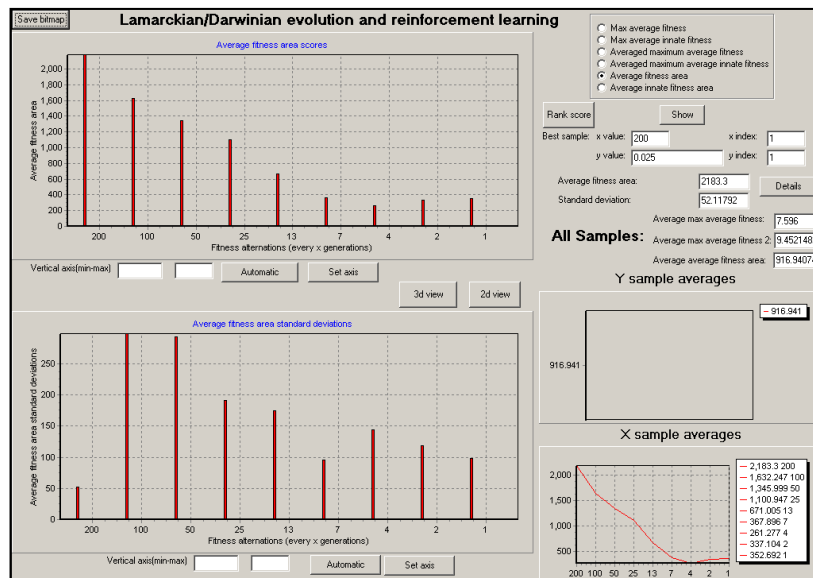 Save bitmap
Lamarckian/Darwinian evolution and reinforcement learning
Average fitness area scores
Average fitness area
2,000
1,800
1,600
1,400
1,200
1,000
800
600
400
200
0
200 100 50 25 13 7 4 2 1
Fitness alternations (every x generations)
Vertical axis(min-max)
Automatic
Set axis
3d view
2d view
Average fitness area standard deviations
Average fitness area standard deviations
250
200
150
100
50
0
200 100 50 25 13 7 4 2 1
Fitness alternations (every x generations)
Vertical axis(min-max)
Automatic
Set axis
Max average fitness
Max average innate fitness
Averaged maximum average fitness
Averaged maximum average innate fitness
Average fitness area
Average innate fitness area
Rank score
Show
Best sample: x value: 200 x index: 1
y value: 0.025 y index: 1
Average fitness area: 2183.3
Details
Standard deviation: 52.11792
All Samples:
Average max average fitness: 7.596
Average max average fitness 2: 9.452148
Average average fitness area: 916.94074
Y sample averages
916.941
916.941
X sample averages
2,000
1,500
1,000
500
200 100 50 25 13 7 4 2 1
2,183.3 200
1,632.247 100
1,345.999 50
1,100.947 25
671.005 13
367.896 7
261.277 4
337.104 2
352.692 1